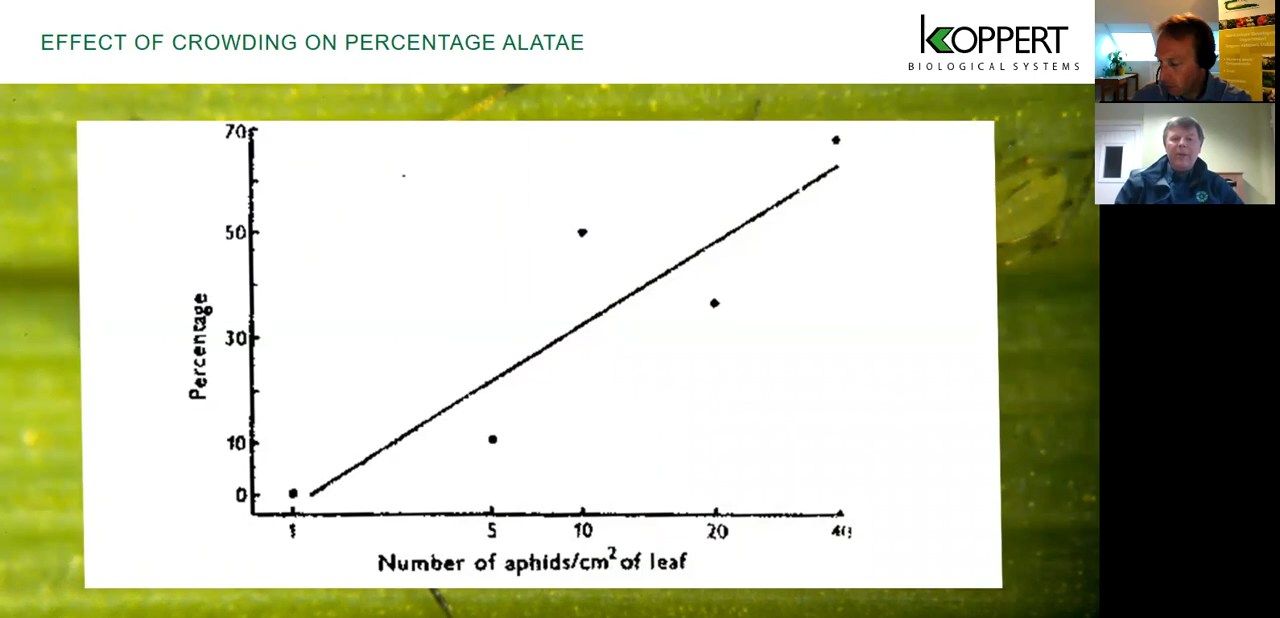 EFFECT OF CROWDING ON PERCENTAGE ALATAE
KOPPERT
BIOLOGICAL SYSTEMS
70
50
30
10
0
Percentage
1 5 10 20 40
Number of aphids/cm² of leaf